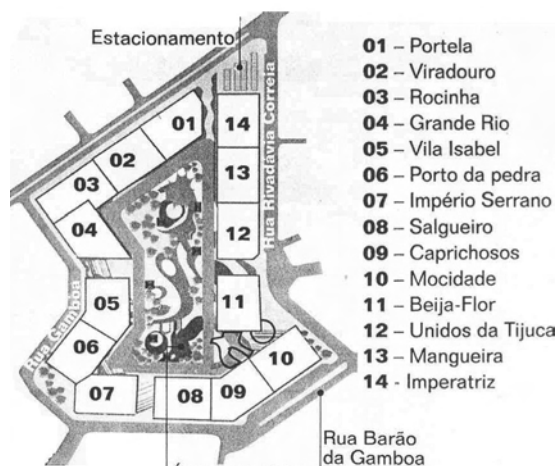 Estacionamento
01 – Portela
02 – Viradouro
03 – Rocinha
04 – Grande Rio
05 – Vila Isabel
06 – Porto da pedra
07 – Império Serrano
08 – Salgueiro
09 – Caprichosos
10 – Mocidade
11 – Beija-Flor
12 – Unidos da Tijuca
13 – Mangueira
14 - Imperatriz
01
02
03
04
05
06
07
08
09
10
11
12
13
14
Rua Rivadávia Correia
Rua Gamboa
Rua Barão
da Gamboa